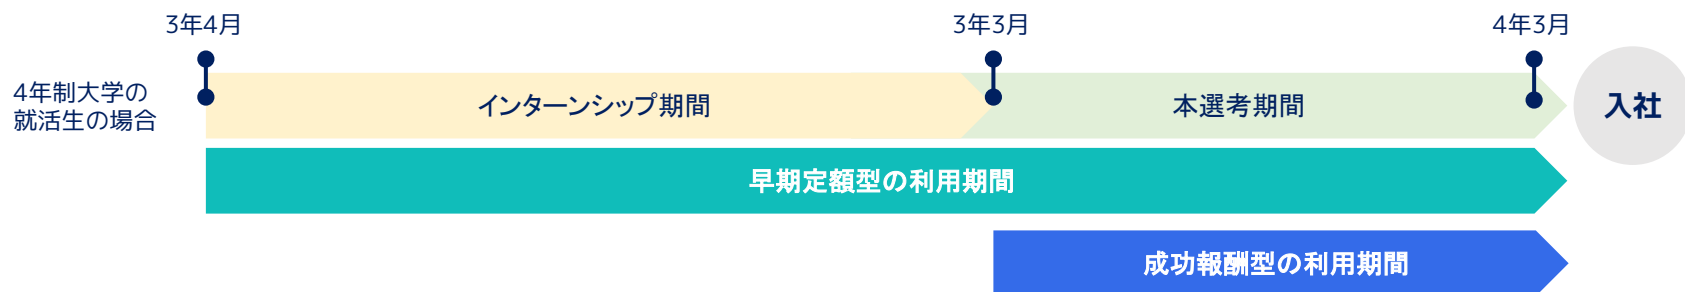 3年4月
3年3月
4年3月
4年制大学の
就活生の場合
インターンシップ期間
本選考期間
入社
早期定額型の利用期間
成功報酬型の利用期間